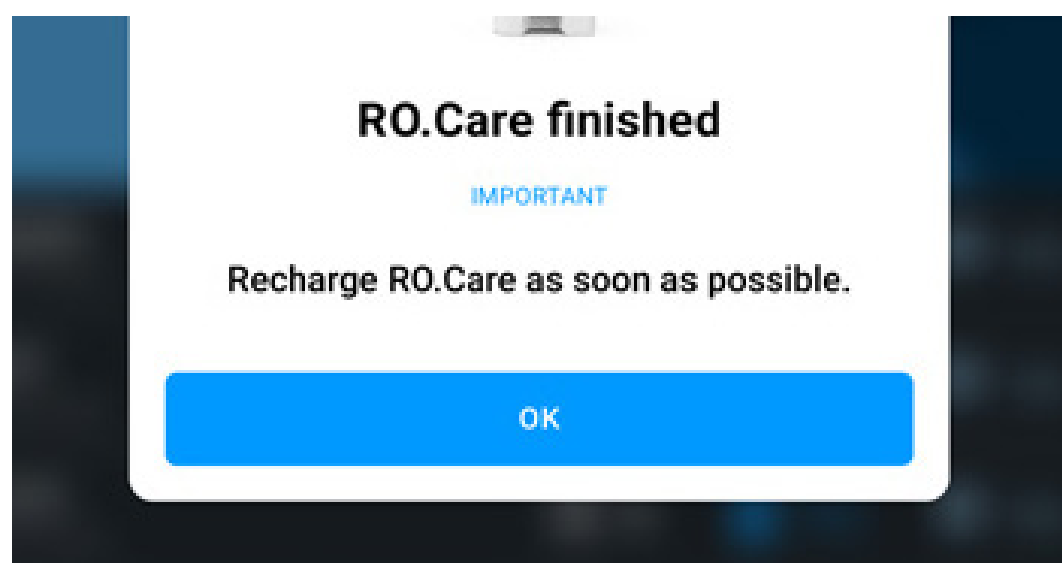 RO.Care finished
IMPORTANT
Recharge RO.Care as soon as possible.
OK